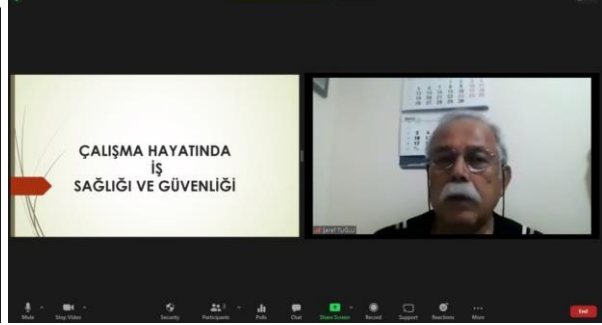 ÇALIŞMA HAYATINDA
İŞ
SAĞLIĞI VE GÜVENLİĞİ
Mute
Stop Video
Security
Participants
Polls
Chat
Share Screen
Record
Support
Reactions
More
End